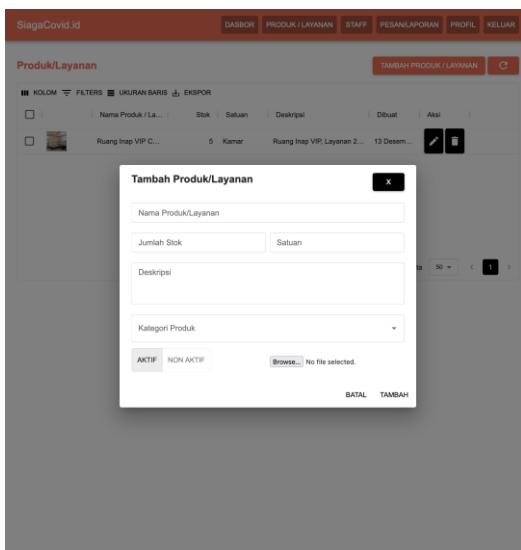 SiagaCovid.id
DASBOR PRODUK / LAYANAN STAFF PESAN/LAPORAN PROFIL KELUAR
Produk/Layanan
TAMBAH PRODUK / LAYANAN
KOLOM FILTERS UKURAN BARIS EKSPOR
Nama Produk / La... Stok Satuan Deskripsi Dibuat Aksi
Ruang Inap VIP C... 5 Kamar Ruang Inap VIP, Layanan 2... 13 Desem...
Tambah Produk/Layanan
X
Nama Produk/Layanan
Jumlah Stok Satuan
Deskripsi
50 1
Kategori Produk
AKTIF NON AKTIF Browse... No file selected.
BATAL TAMBAH